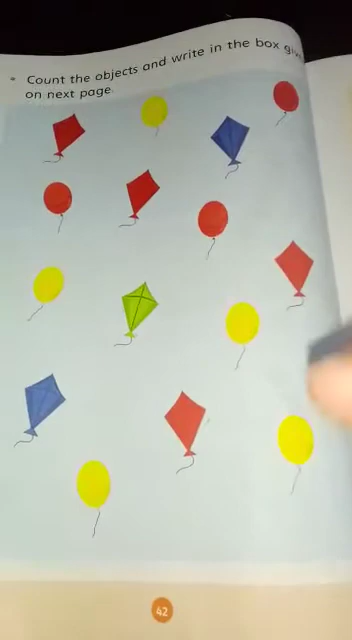 Count the objects and write in the box
on next page.
42